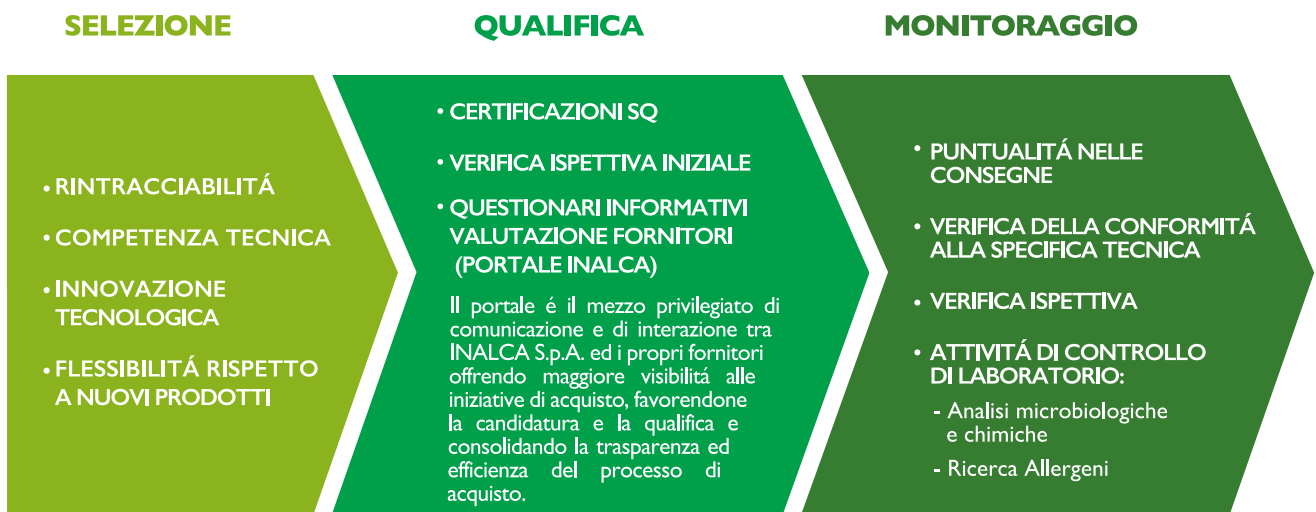 SELEZIONE
• RINTRACCIABILITÁ
• COMPETENZA TECNICA
• INNOVAZIONE
TECNOLOGICA
• FLESSIBILITÁ RISPETTO
A NUOVI PRODOTTI
QUALIFICA
• CERTIFICAZIONI SQ
• VERIFICA ISPETTIVA INIZIALE
• QUESTIONARI INFORMATIVI
VALUTAZIONE FORNITORI
(PORTALE INALCA)
Il portale é il mezzo privilegiato di
comunicazione e di interazione tra
INALCA S.p.A. ed i propri fornitori
offrendo maggiore visibilitá alle
iniziative di acquisto, favorendone
la candidatura e la qualifica e
consolidando la trasparenza ed
efficienza del processo di
acquisto.
MONITORAGGIO
• PUNTUALITÁ NELLE
CONSEGNE
• VERIFICA DELLA CONFORMITÁ
ALLA SPECIFICA TECNICA
• VERIFICA ISPETTIVA
• ATTIVITÁ DI CONTROLLO
DI LABORATORIO:
- Analisi microbiologiche
e chimiche
- Ricerca Allergeni